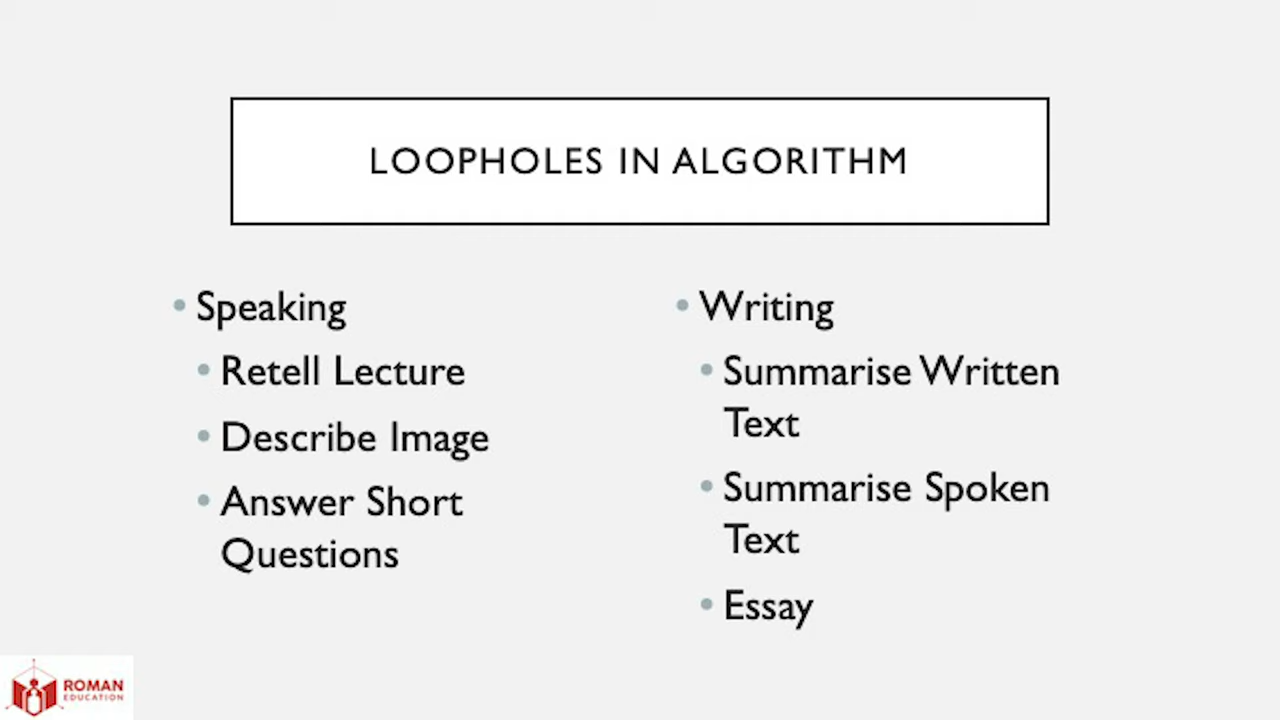 LOOPHOLES IN ALGORITHM
• Speaking
• Retell Lecture
• Describe Image
• Answer Short
Questions
• Writing
• Summarise Written
Text
• Summarise Spoken
Text
• Essay
ROMAN
EDUCATION